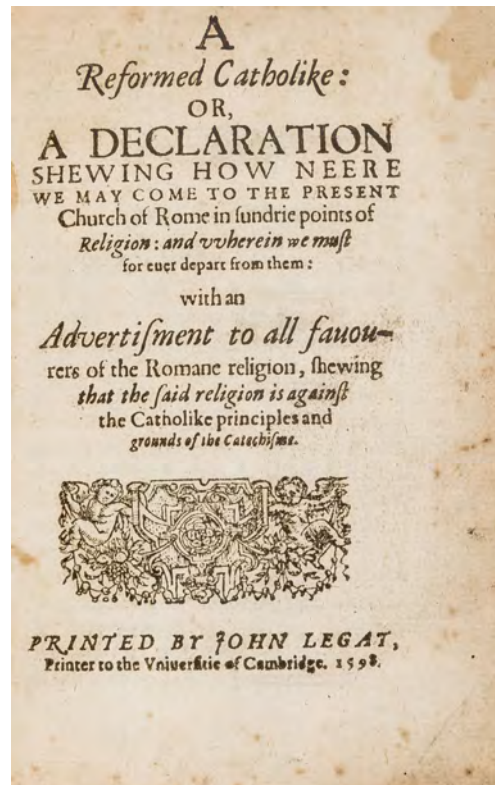 A
Reformed Catholike:
OR,
A DECLARATION
SHEWING HOW NEERE
WE MAY COME TO THE PRESENT
Church of Rome in ſundrie points of
Religion: and vvherein we muſt
for euer depart from them:
with an
Advertiſment to all fauou-
rers of the Romane religion, ſhewing
that the ſaid religion is againſt
the Catholike principles and
grounds of the Catechiſme.
PRINTED BY JOHN LEGAT,
Printer to the Vniuerſitie of Cambridge. 1598.